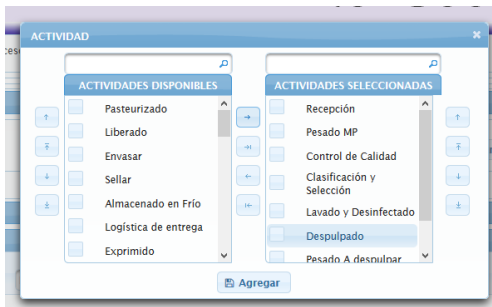 ACTIVIDAD
ACTIVIDADES DISPONIBLES
Pasteurizado
Liberado
Envasar
Sellar
Almacenado en Frío
Logística de entrega
Exprimido
ACTIVIDADES SELECCIONADAS
Recepción
Pesado MP
Control de Calidad
Clasificación y
Selección
Lavado y Desinfectado
Despulpado
Pesado A despulpar
Agregar